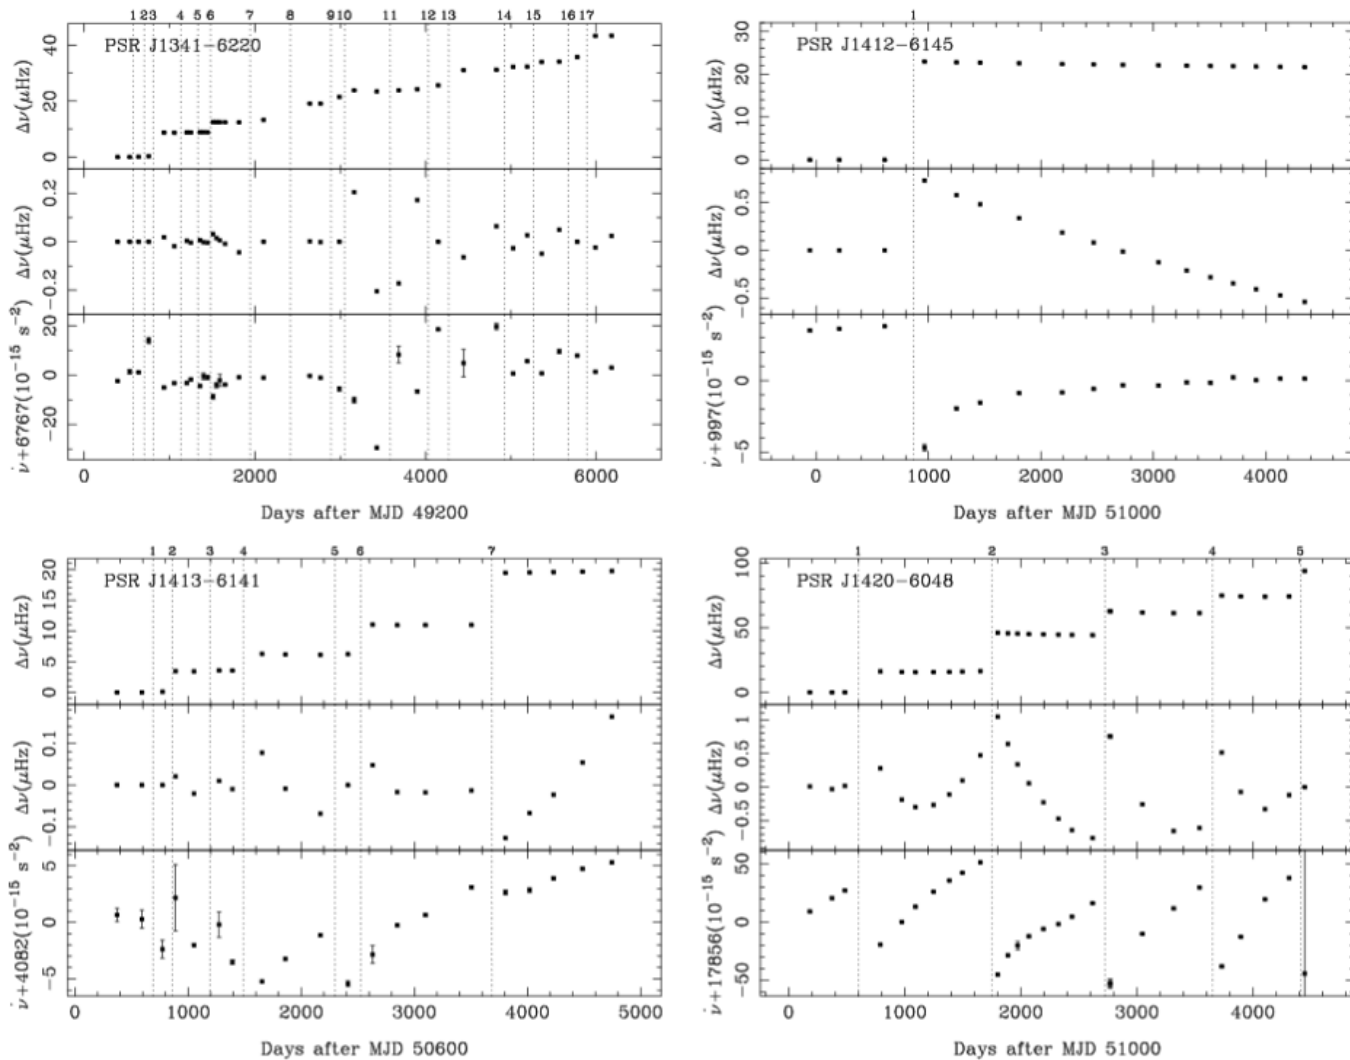 1 2 3 4 5 6 7 8 9 10 11 12 13 14 15 16 17
PSR J1341−6220
Δν(μHz)
0 20 40
Δν(μHz)
−0.2 0 0.2
ν̇+6767(10⁻¹⁵ s⁻²)
−20 0 20
0 2000 4000 6000
Days after MJD 49200
1
PSR J1412−6145
Δν(μHz)
0 10 20 30
Δν(μHz)
−0.5 0 0.5
ν̇+997(10⁻¹⁵ s⁻²)
−5 0
0 1000 2000 3000 4000
Days after MJD 51000
1 2 3 4 5 6 7
PSR J1413−6141
Δν(μHz)
0 5 10 15 20
Δν(μHz)
−0.1 0 0.1
ν̇+4082(10⁻¹⁵ s⁻²)
−5 0 5
0 1000 2000 3000 4000 5000
Days after MJD 50600
1 2 3 4 5
PSR J1420−6048
Δν(μHz)
0 50 100
Δν(μHz)
−0.5 0 0.5 1
ν̇+17856(10⁻¹⁵ s⁻²)
−50 0 50
0 1000 2000 3000 4000
Days after MJD 51000